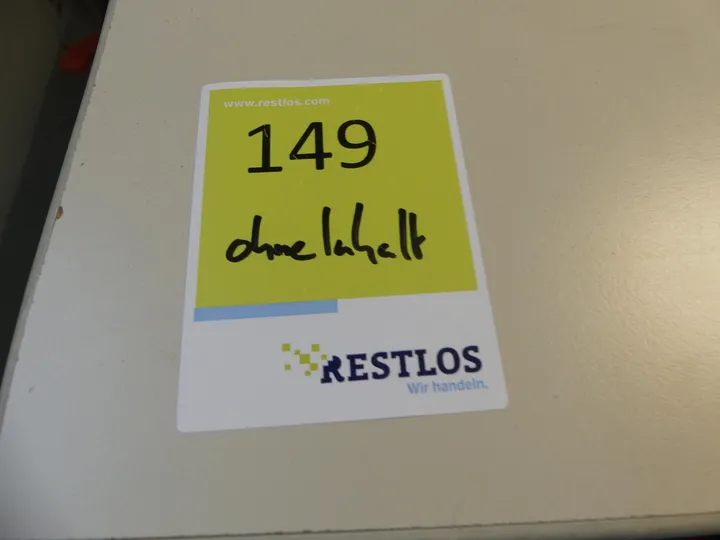 www.restlos.com
149
ohne Inhalt
RESTLOS
Wir handeln.